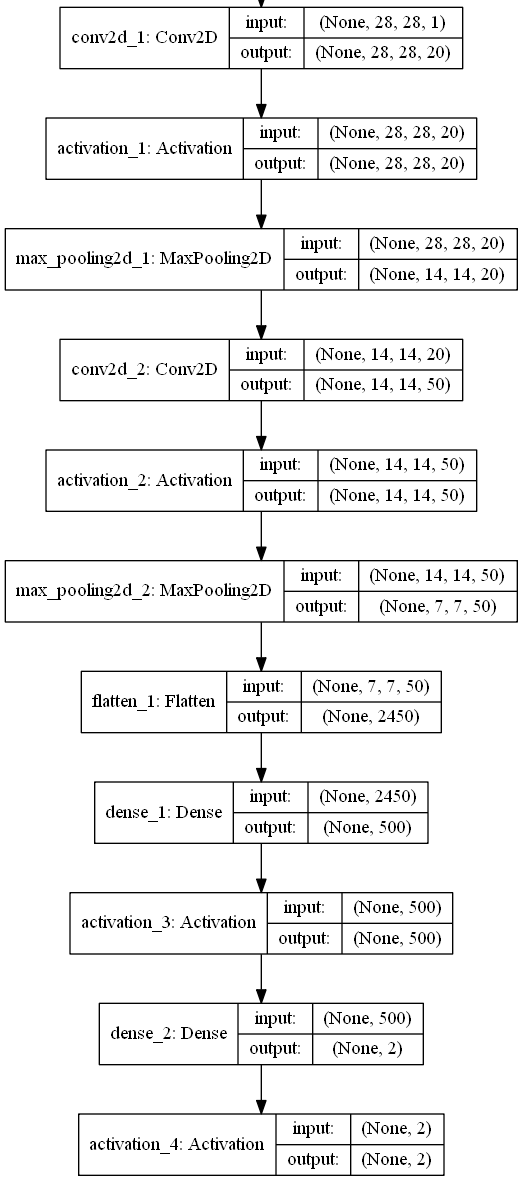 conv2d_1: Conv2D
input: (None, 28, 28, 1)
output: (None, 28, 28, 20)
activation_1: Activation
input: (None, 28, 28, 20)
output: (None, 28, 28, 20)
max_pooling2d_1: MaxPooling2D
input: (None, 28, 28, 20)
output: (None, 14, 14, 20)
conv2d_2: Conv2D
input: (None, 14, 14, 20)
output: (None, 14, 14, 50)
activation_2: Activation
input: (None, 14, 14, 50)
output: (None, 14, 14, 50)
max_pooling2d_2: MaxPooling2D
input: (None, 14, 14, 50)
output: (None, 7, 7, 50)
flatten_1: Flatten
input: (None, 7, 7, 50)
output: (None, 2450)
dense_1: Dense
input: (None, 2450)
output: (None, 500)
activation_3: Activation
input: (None, 500)
output: (None, 500)
dense_2: Dense
input: (None, 500)
output: (None, 2)
activation_4: Activation
input: (None, 2)
output: (None, 2)